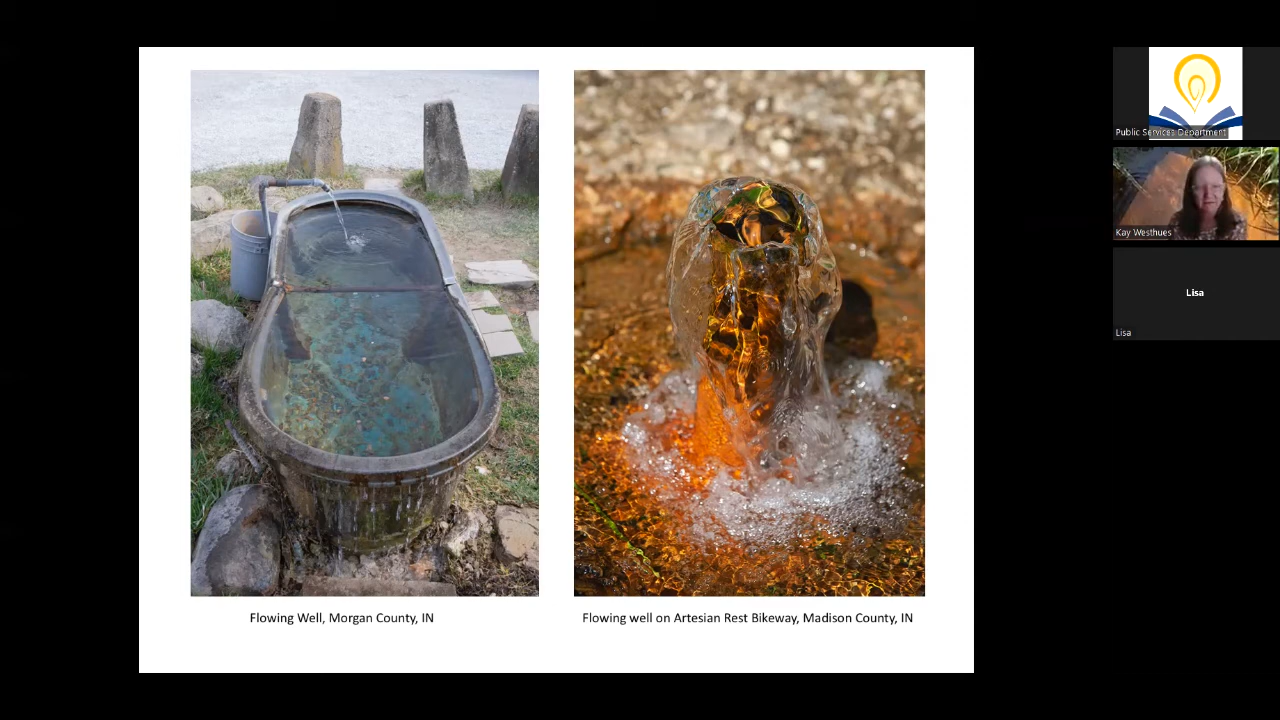 Flowing Well, Morgan County, IN
Flowing well on Artesian Rest Bikeway, Madison County, IN
Public Services Department
Kay Westhues
Lisa
Lisa